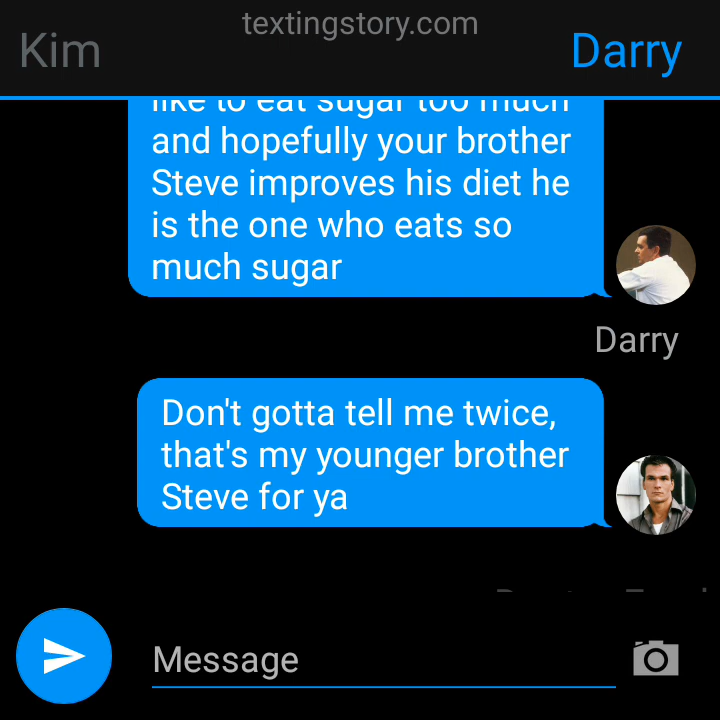 textingstory.com
Kim
Darry
like to eat sugar too much
and hopefully your brother
Steve improves his diet he
is the one who eats so
much sugar
Darry
Don't gotta tell me twice,
that's my younger brother
Steve for ya
Message